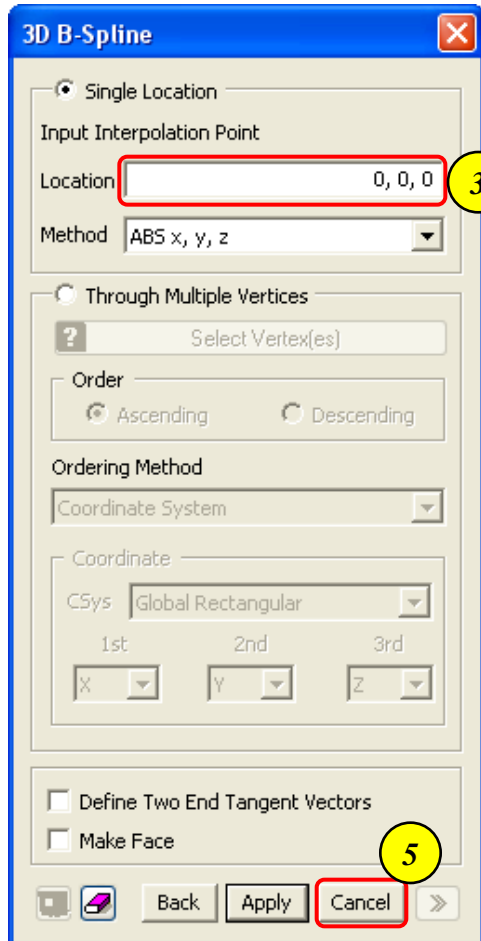 3D B-Spline
Single Location
Input Interpolation Point
Location 0, 0, 0 3
Method ABS x, y, z
Through Multiple Vertices
? Select Vertex(es)
Order
Ascending Descending
Ordering Method
Coordinate System
Coordinate
CSys Global Rectangular
1st 2nd 3rd
X Y Z
Define Two End Tangent Vectors
Make Face
5
Back Apply Cancel >>